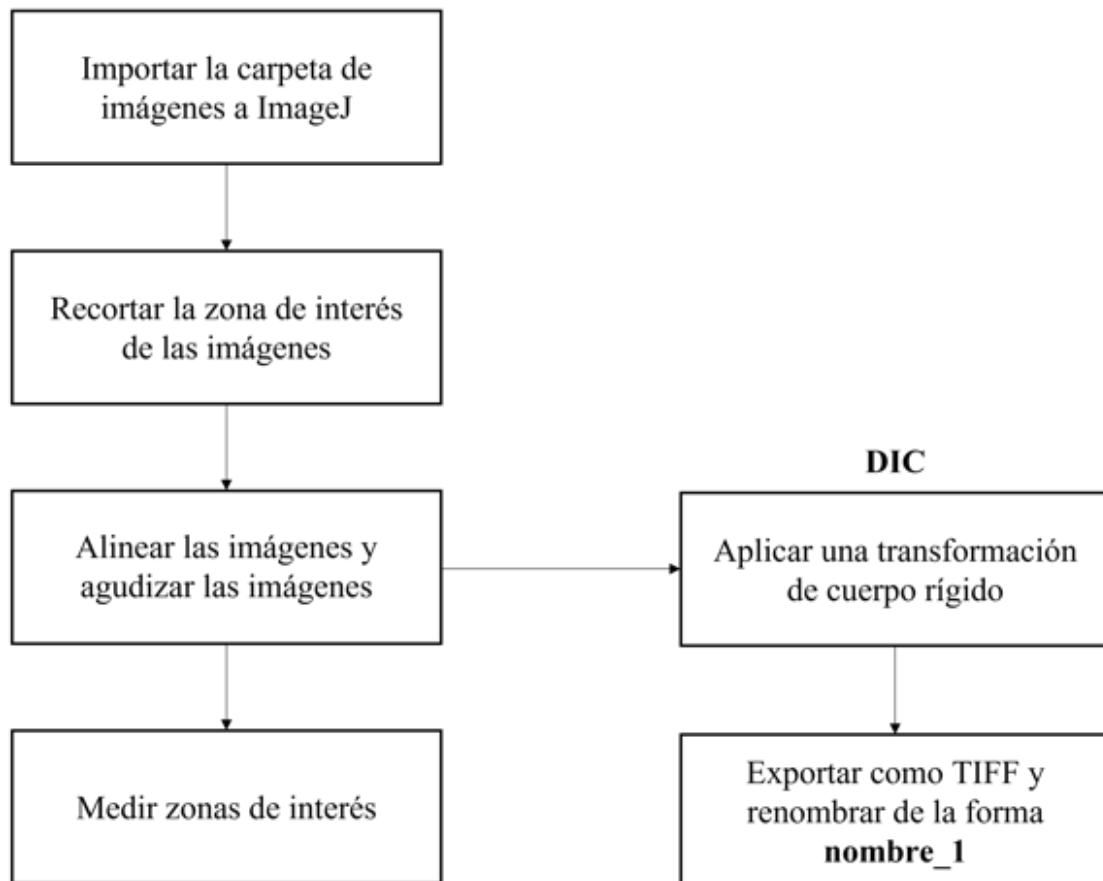 Importar la carpeta de
imágenes a ImageJ
Recortar la zona de interés
de las imágenes
Alinear las imágenes y
agudizar las imágenes
Medir zonas de interés
DIC
Aplicar una transformación
de cuerpo rígido
Exportar como TIFF y
renombrar de la forma
nombre_1